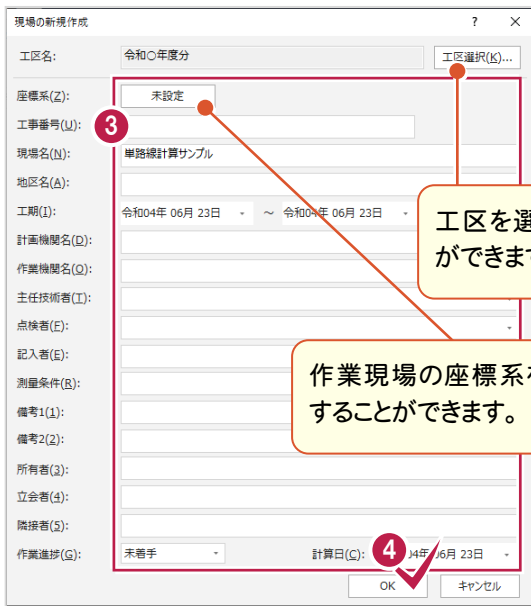 現場の新規作成 ? ×
工区名: 令和○年度分 工区選択(K)...
座標系(Z): 未設定
工事番号(U): 3
現場名(N): 単路線計算サンプル
地区名(A):
工期(I): 令和04年 06月 23日 ～ 令和04年 06月 23日
工区を選
ができます
計画機関名(D):
作業機関名(O):
主任技術者(T):
点検者(F):
記入者(E):
作業現場の座標系を
することができます。
測量条件(R):
備考1(1):
備考2(2):
所有者(3):
立会者(4):
隣接者(5):
作業進捗(G): 未着手 計算日(C): 4 04年 06月 23日
OK キャンセル